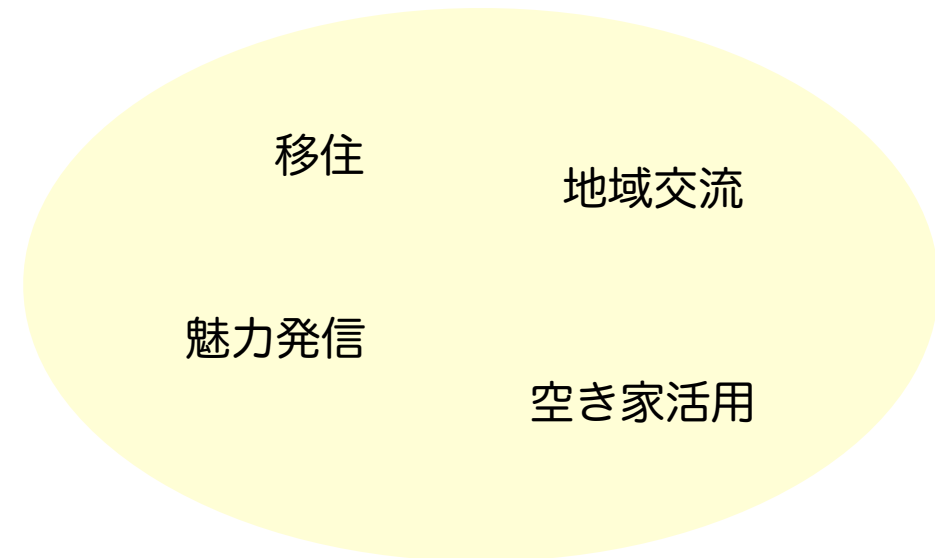 移住
地域交流
魅力発信
空き家活用